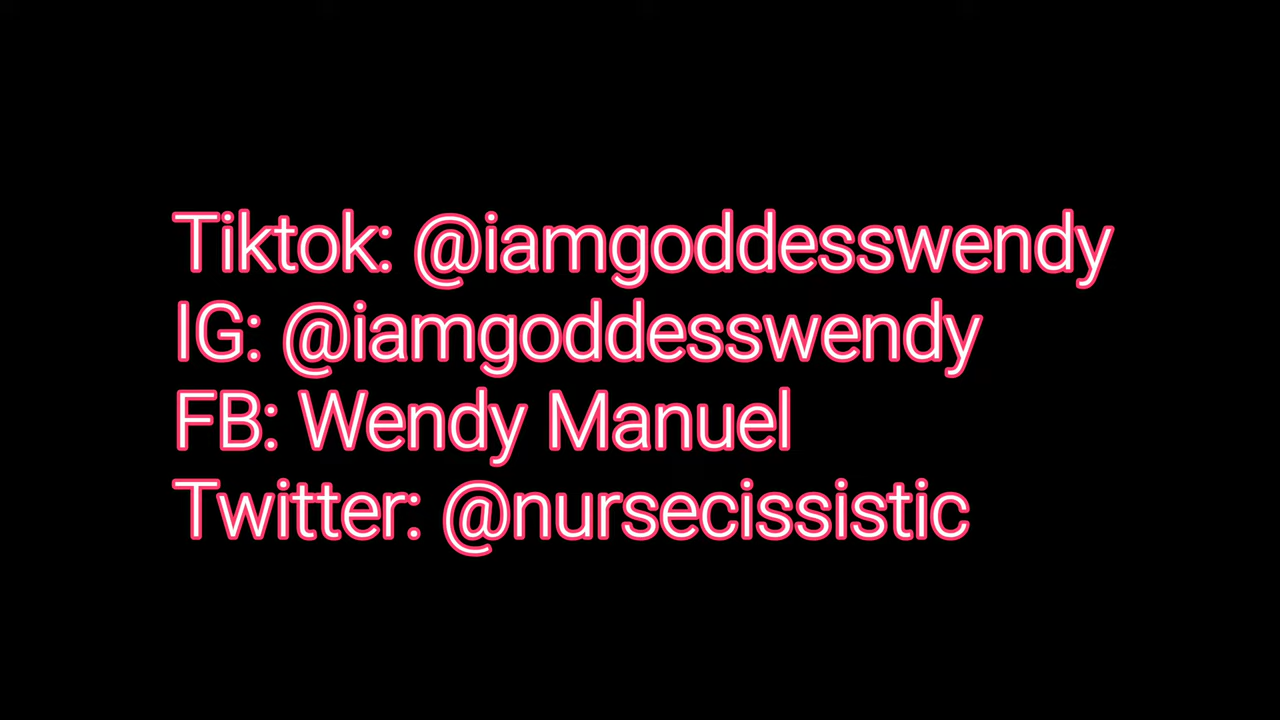 Tiktok: @iamgoddesswendy
IG: @iamgoddesswendy
FB: Wendy Manuel
Twitter: @nursecissistic